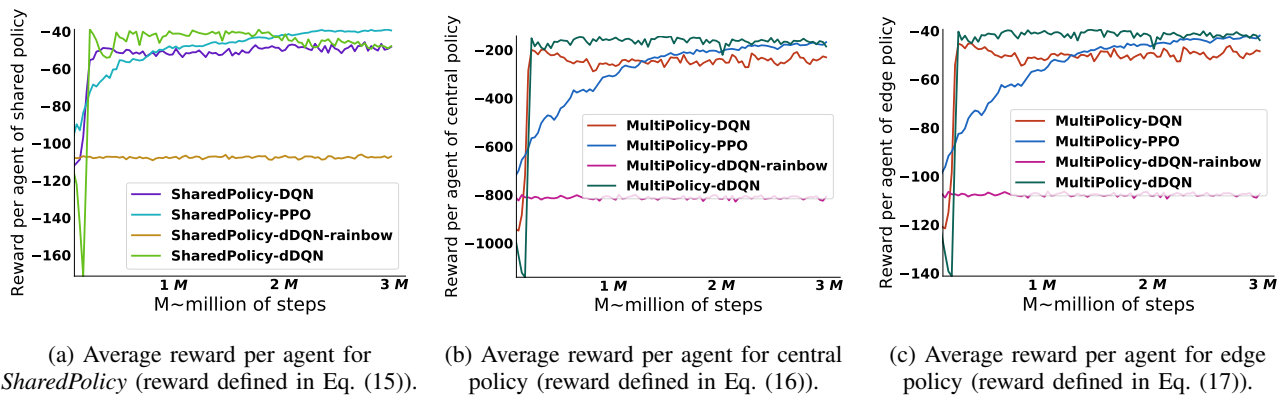 Reward per agent of shared policy
−40
−60
−80
−100
−120
−140
−160
SharedPolicy-DQN
SharedPolicy-PPO
SharedPolicy-dDQN-rainbow
SharedPolicy-dDQN
1 M
2 M
3 M
M~million of steps
Reward per agent of central policy
−200
−400
−600
−800
−1000
MultiPolicy-DQN
MultiPolicy-PPO
MultiPolicy-dDQN-rainbow
MultiPolicy-dDQN
1 M
2 M
3 M
M~million of steps
Reward per agent of edge policy
−40
−60
−80
−100
−120
−140
MultiPolicy-DQN
MultiPolicy-PPO
MultiPolicy-dDQN-rainbow
MultiPolicy-dDQN
1 M
2 M
3 M
M~million of steps
(a) Average reward per agent for
SharedPolicy (reward defined in Eq. (15)).
(b) Average reward per agent for central
policy (reward defined in Eq. (16)).
(c) Average reward per agent for edge
policy (reward defined in Eq. (17)).